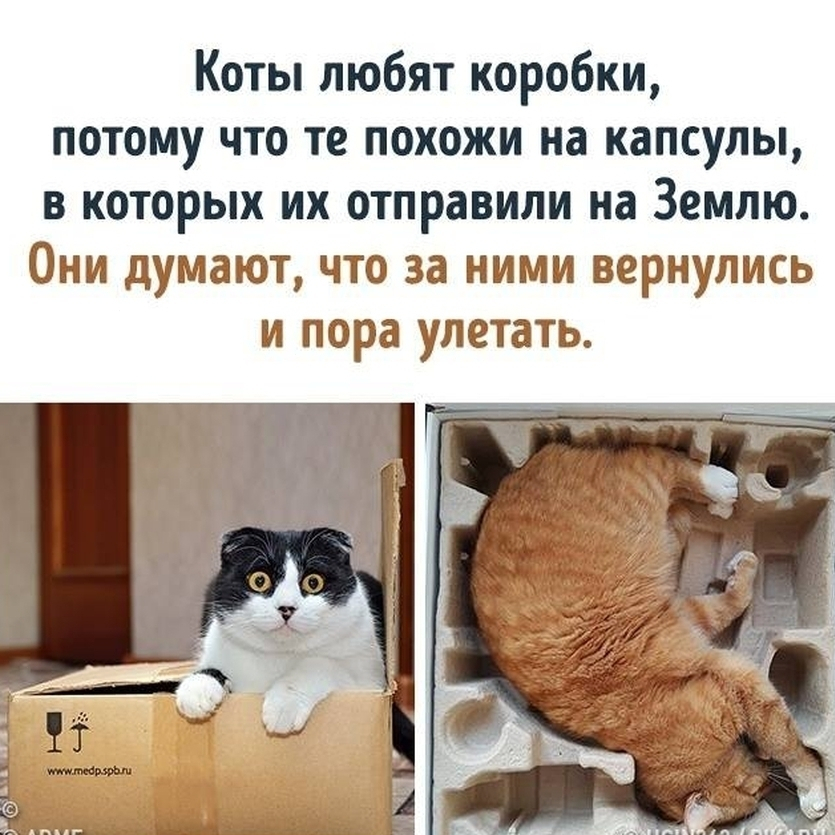 Коты любят коробки,
потому что те похожи на капсулы,
в которых их отправили на Землю.
Они думают, что за ними вернулись
и пора улетать.
www.medp.spb.ru
©